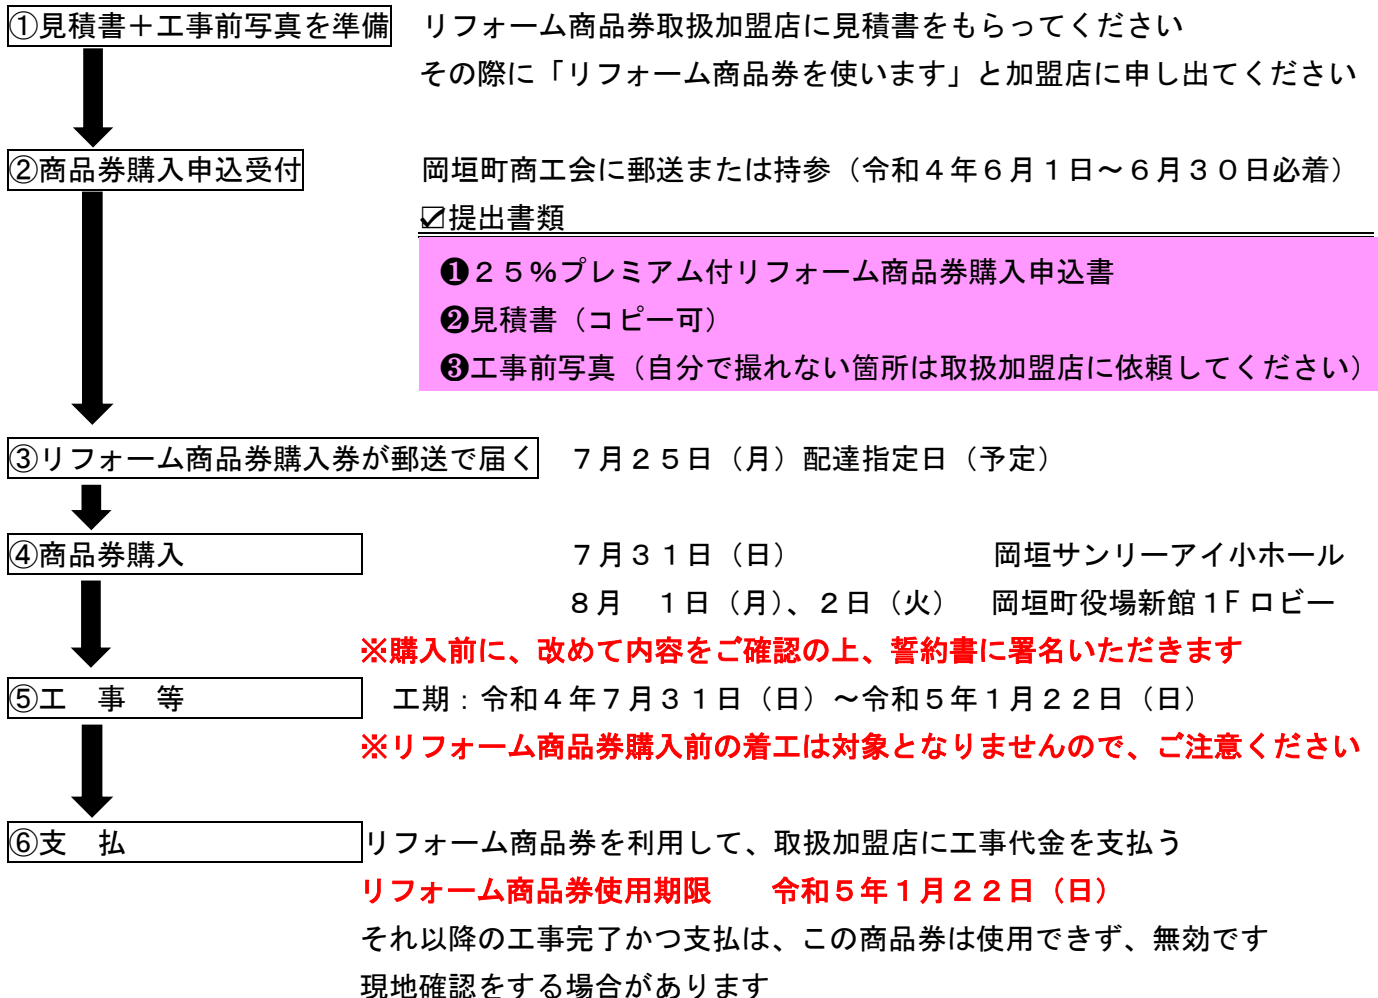 ①見積書＋工事前写真を準備　リフォーム商品券取扱加盟店に見積書をもらってください
その際に「リフォーム商品券を使います」と加盟店に申し出てください
②商品券購入申込受付　岡垣町商工会に郵送または持参（令和４年６月１日～６月３０日必着）
☑提出書類
❶２５％プレミアム付リフォーム商品券購入申込書
❷見積書（コピー可）
❸工事前写真（自分で撮れない箇所は取扱加盟店に依頼してください）
③リフォーム商品券購入券が郵送で届く　７月２５日（月）配達指定日（予定）
④商品券購入　７月３１日（日）　岡垣サンリーアイ小ホール
８月　１日（月）、２日（火）　岡垣町役場新館１Fロビー
※購入前に、改めて内容をご確認の上、誓約書に署名いただきます
⑤工　事　等　工期：令和４年７月３１日（日）～令和５年１月２２日（日）
※リフォーム商品券購入前の着工は対象となりませんので、ご注意ください
⑥支　払　リフォーム商品券を利用して、取扱加盟店に工事代金を支払う
リフォーム商品券使用期限　令和５年１月２２日（日）
それ以降の工事完了かつ支払は、この商品券は使用できず、無効です
現地確認をする場合があります